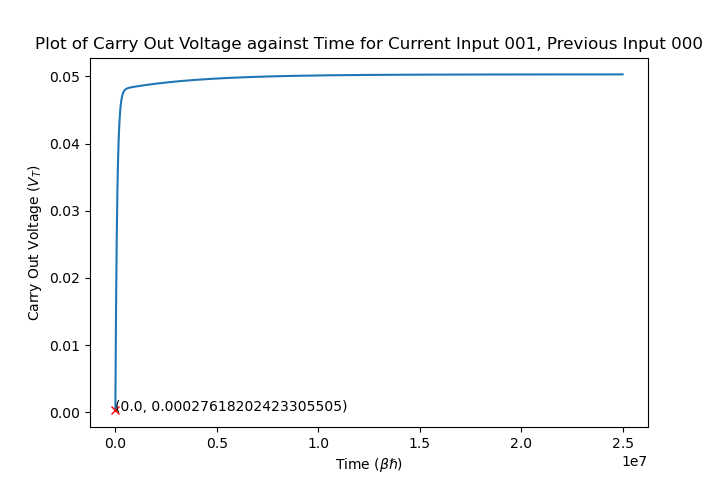 Plot of Carry Out Voltage against Time for Current Input 001, Previous Input 000
Carry Out Voltage (V_T)
0.05
0.04
0.03
0.02
0.01
0.00
(0.0, 0.00027618202423305505)
0.0 0.5 1.0 1.5 2.0 2.5
1e7
Time (βℏ)